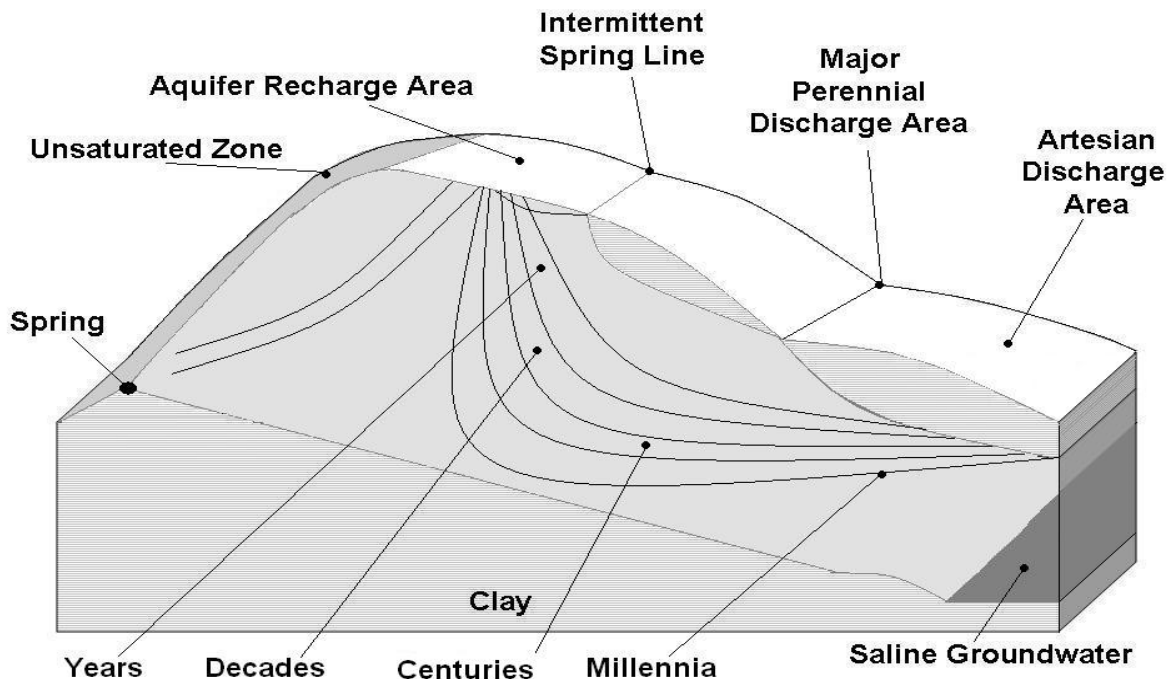 Intermittent
Spring Line
Major
Perennial
Discharge Area
Aquifer Recharge Area
Artesian
Discharge
Area
Unsaturated Zone
Spring
Clay
Years
Decades
Centuries
Millennia
Saline Groundwater